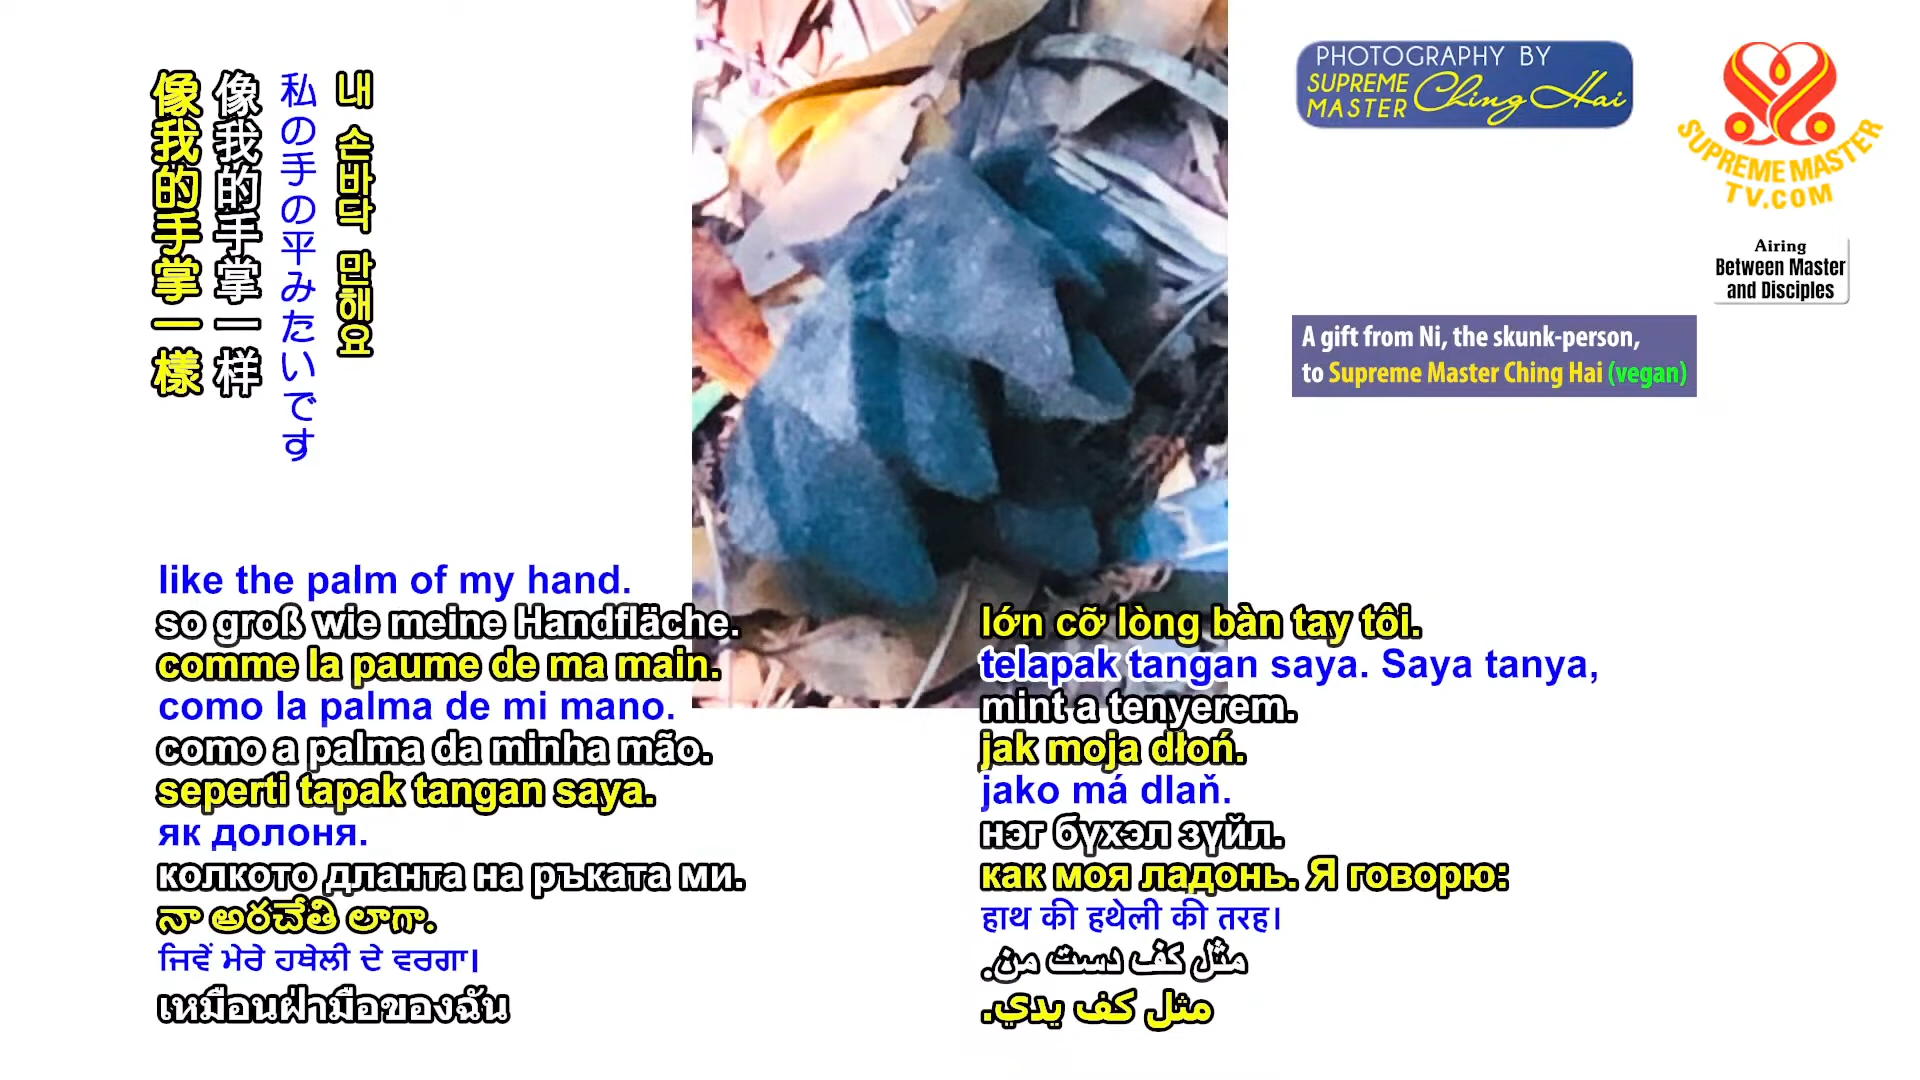 像我的手掌一樣
像我的手掌一样
私の手の平みたいです
내 손바닥 만해요
PHOTOGRAPHY BY
SUPREME
MASTER Ching Hai
SUPREME MASTER
TV.COM
Airing
Between Master
and Disciples
A gift from Ni, the skunk-person,
to Supreme Master Ching Hai (vegan)
like the palm of my hand.
so groß wie meine Handfläche.
comme la paume de ma main.
como la palma de mi mano.
como a palma da minha mão.
seperti tapak tangan saya.
як долоня.
колкото дланта на ръката ми.
నా అరచేతి లాగా.
ਜਿਵੇਂ ਮੇਰੇ ਹਥੇਲੀ ਦੇ ਵਰਗਾ।
เหมือนฝ่ามือของฉัน
lớn cỡ lòng bàn tay tôi.
telapak tangan saya. Saya tanya,
mint a tenyerem.
jak moja dłoń.
jako má dlaň.
нэг бүхэл зүйл.
как моя ладонь. Я говорю:
हाथ की हथेली की तरह।
مثل کف دست من.
مثل كف يدي.